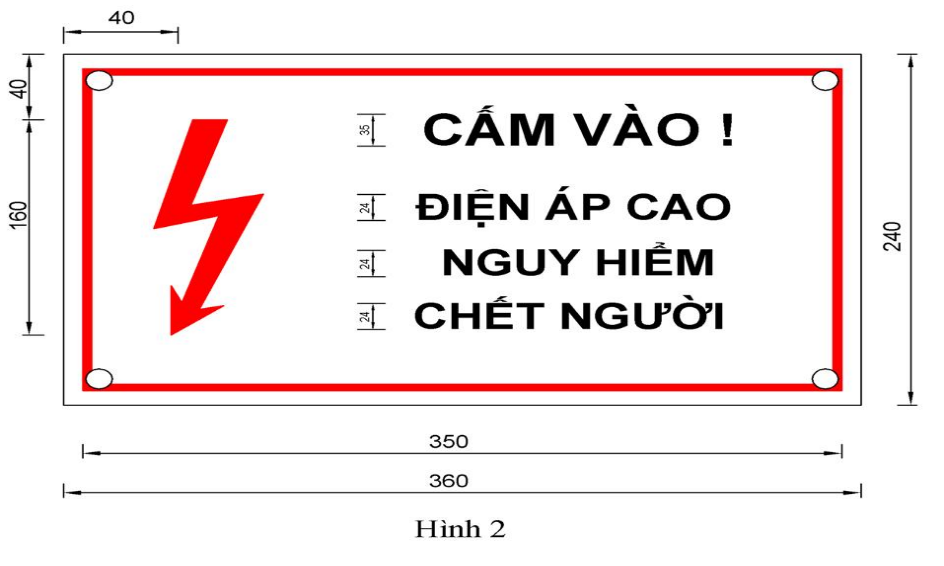 40
40
160
35
CẤM VÀO !
24
ĐIỆN ÁP CAO
24
NGUY HIỂM
24
CHẾT NGƯỜI
240
350
360
Hình 2